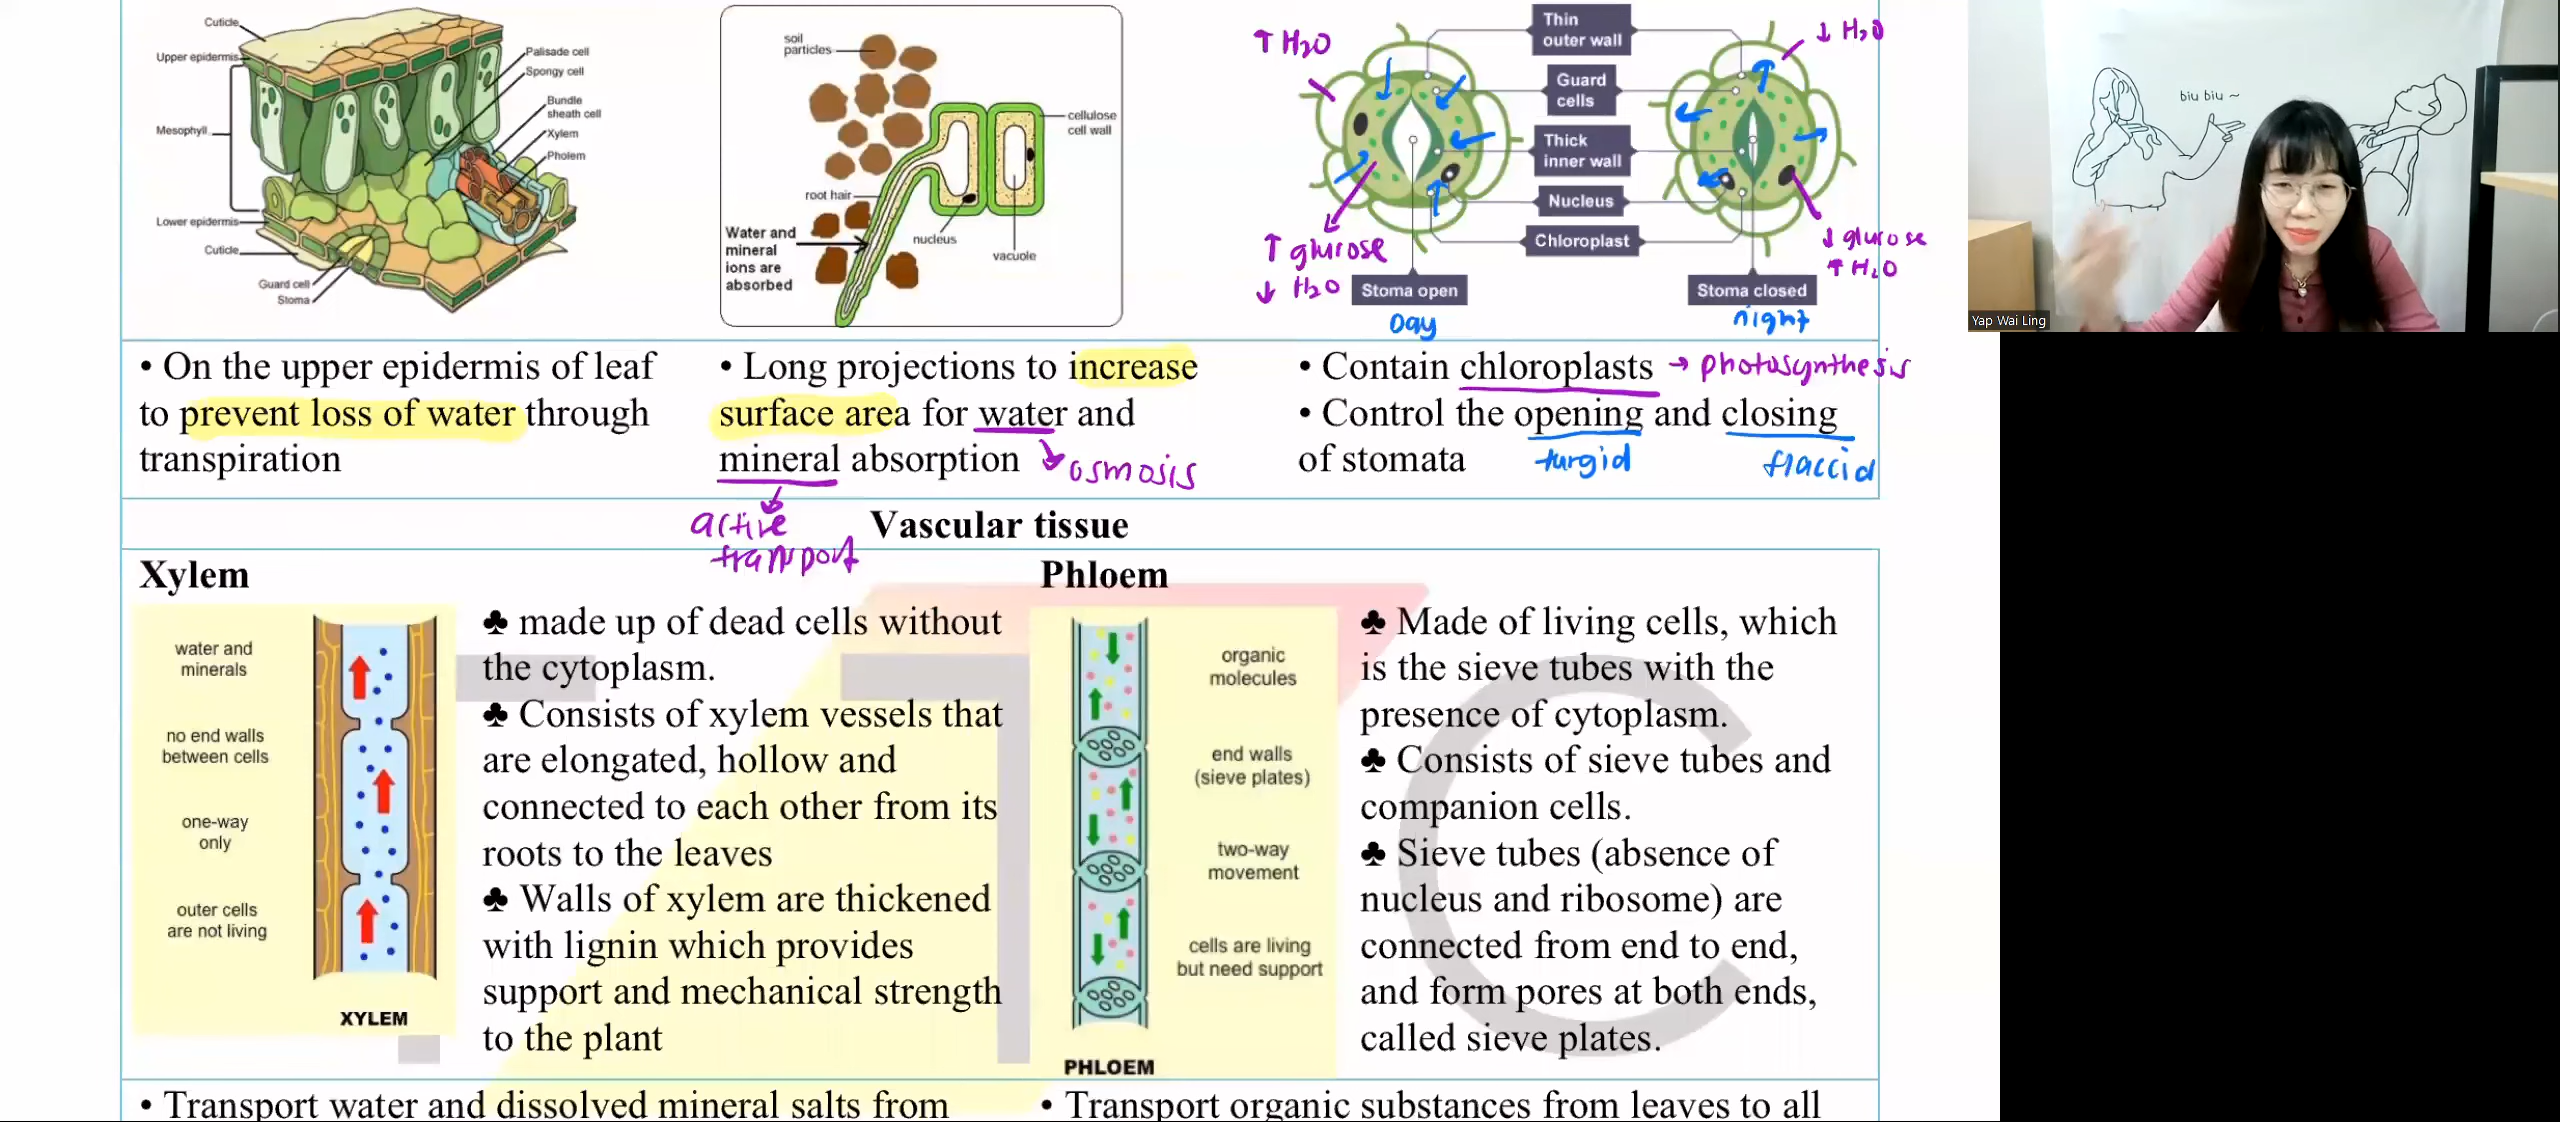 Cuticle
Upper epidermis
Mesophyll
Lower epidermis
Cuticle
Guard cell
Stoma
Palisade cell
Spongy cell
Bundle
sheath cell
Xylem
Pholem
soil
particles
root hair
Water and
mineral
ions are
absorbed
nucleus
vacuole
cellulose
cell wall
↑ H2O
↑ glucose
↓ H2O
Thin
outer wall
Guard
cells
Thick
inner wall
Nucleus
Chloroplast
Stoma open
Stoma closed
Day
night
↓ H2O
↓ glucose
↑ H2O
biu biu ~
Yap Wai Ling
• On the upper epidermis of leaf
to prevent loss of water through
transpiration
• Long projections to increase
surface area for water and
mineral absorption
osmosis
active
transport
• Contain chloroplasts → photosynthesis
• Control the opening and closing
of stomata
turgid
flaccid
Vascular tissue
Xylem
water and
minerals
no end walls
between cells
one-way
only
outer cells
are not living
XYLEM
♣ made up of dead cells without
the cytoplasm.
♣ Consists of xylem vessels that
are elongated, hollow and
connected to each other from its
roots to the leaves
♣ Walls of xylem are thickened
with lignin which provides
support and mechanical strength
to the plant
Phloem
organic
molecules
end walls
(sieve plates)
two-way
movement
cells are living
but need support
PHLOEM
♣ Made of living cells, which
is the sieve tubes with the
presence of cytoplasm.
♣ Consists of sieve tubes and
companion cells.
♣ Sieve tubes (absence of
nucleus and ribosome) are
connected from end to end,
and form pores at both ends,
called sieve plates.
• Transport water and dissolved mineral salts from
• Transport organic substances from leaves to all